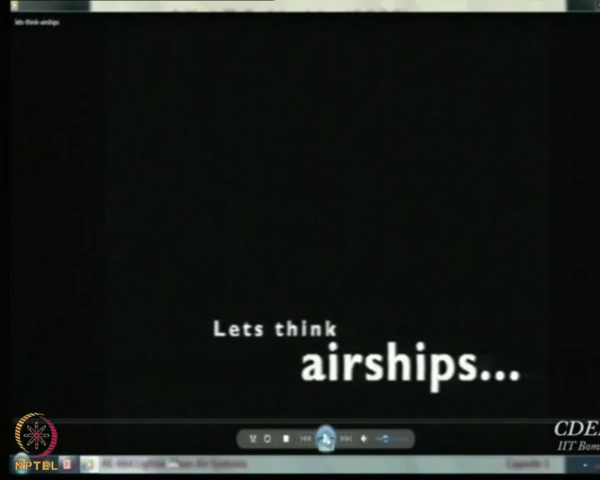 lets-think-airships
Lets think
airships...
CDE
IIT Bom
NPTEL